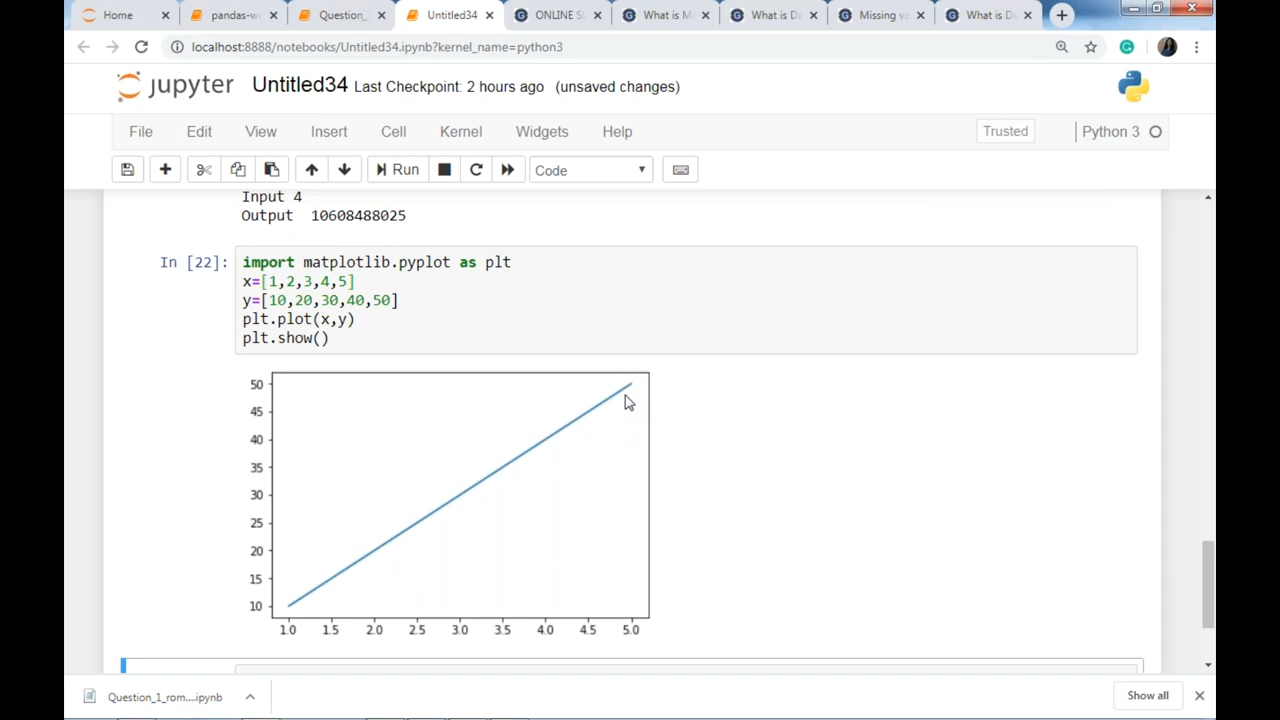 Home
pandas-w
Question_
Untitled34
ONLINE S
What is M
What is De
Missing va
What is De
localhost:8888/notebooks/Untitled34.ipynb?kernel_name=python3
jupyter Untitled34 Last Checkpoint: 2 hours ago (unsaved changes)
File Edit View Insert Cell Kernel Widgets Help Trusted Python 3
Run Code
Input 4
Output 10608488025
In [22]: import matplotlib.pyplot as plt
x=[1,2,3,4,5]
y=[10,20,30,40,50]
plt.plot(x,y)
plt.show()
50
45
40
35
30
25
20
15
10
1.0 1.5 2.0 2.5 3.0 3.5 4.0 4.5 5.0
Question_1_rom....ipynb Show all